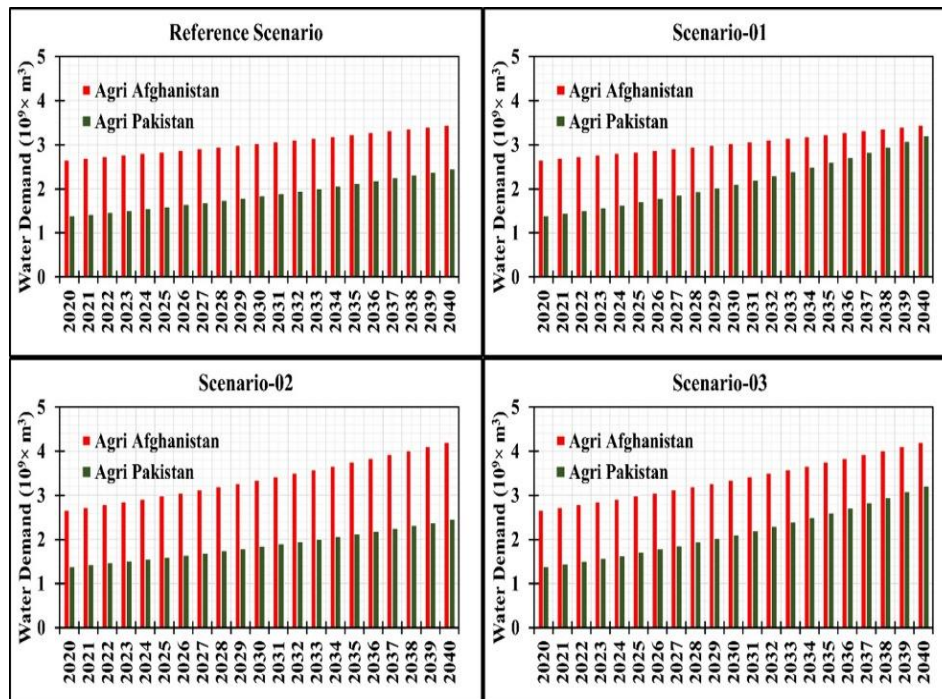 Reference Scenario
Water Demand (10⁹× m³)
5
4
3
2
1
0
Agri Afghanistan
Agri Pakistan
2020 2021 2022 2023 2024 2025 2026 2027 2028 2029 2030 2031 2032 2033 2034 2035 2036 2037 2038 2039 2040
Scenario-01
Water Demand (10⁹× m³)
5
4
3
2
1
0
Agri Afghanistan
Agri Pakistan
2020 2021 2022 2023 2024 2025 2026 2027 2028 2029 2030 2031 2032 2033 2034 2035 2036 2037 2038 2039 2040
Scenario-02
Water Demand (10⁹× m³)
5
4
3
2
1
0
Agri Afghanistan
Agri Pakistan
2020 2021 2022 2023 2024 2025 2026 2027 2028 2029 2030 2031 2032 2033 2034 2035 2036 2037 2038 2039 2040
Scenario-03
Water Demand (10⁹× m³)
5
4
3
2
1
0
Agri Afghanistan
Agri Pakistan
2020 2021 2022 2023 2024 2025 2026 2027 2028 2029 2030 2031 2032 2033 2034 2035 2036 2037 2038 2039 2040